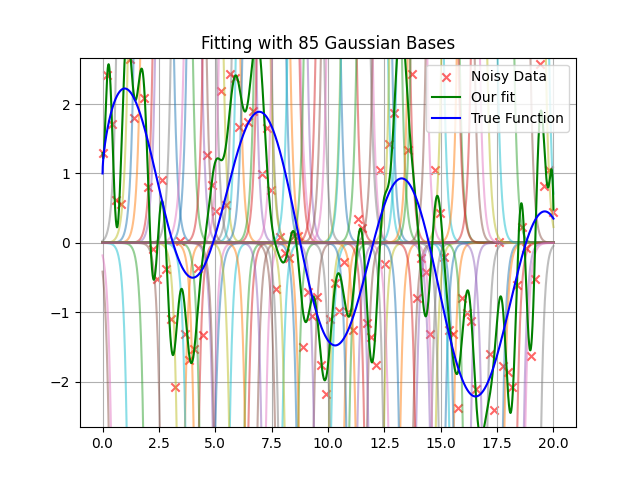 Fitting with 85 Gaussian Bases
Noisy Data
Our fit
True Function
2
1
0
−1
−2
0.0 2.5 5.0 7.5 10.0 12.5 15.0 17.5 20.0